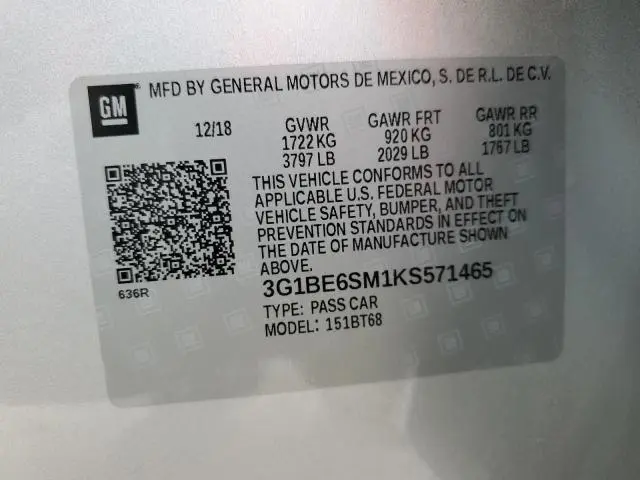 GM
MFD BY GENERAL MOTORS DE MEXICO, S. DE R.L. DE C.V.
12/18 GVWR GAWR FRT GAWR RR
1722 KG 920 KG 801 KG
3797 LB 2029 LB 1767 LB
THIS VEHICLE CONFORMS TO ALL
APPLICABLE U.S. FEDERAL MOTOR
VEHICLE SAFETY, BUMPER, AND THEFT
PREVENTION STANDARDS IN EFFECT ON
THE DATE OF MANUFACTURE SHOWN
ABOVE.
636R
3G1BE6SM1KS571465
TYPE: PASS CAR
MODEL: 151BT68